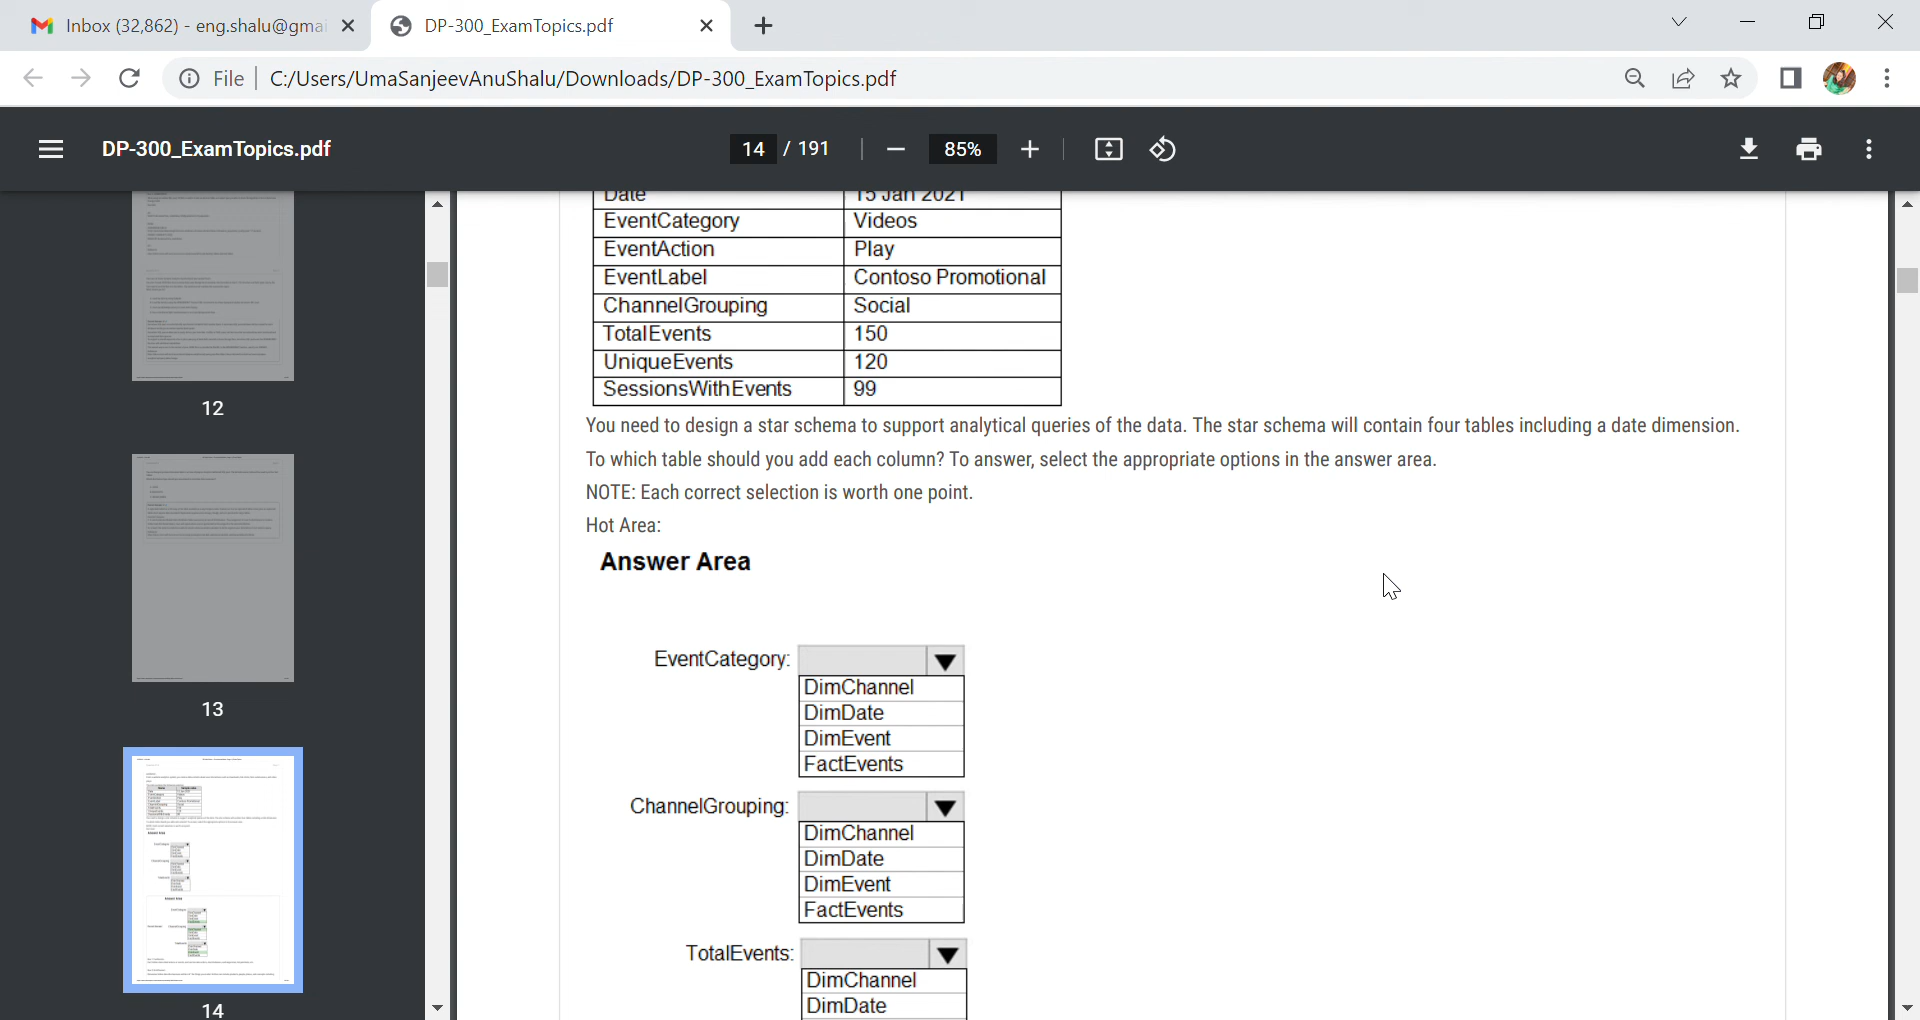 Inbox (32,862) - eng.shalu@gmai
DP-300_ExamTopics.pdf
File
C:/Users/UmaSanjeevAnuShalu/Downloads/DP-300_ExamTopics.pdf
DP-300_ExamTopics.pdf
14 / 191
85%
12
13
14
Date 15 Jan 2021
EventCategory Videos
EventAction Play
EventLabel Contoso Promotional
ChannelGrouping Social
TotalEvents 150
UniqueEvents 120
SessionsWithEvents 99
You need to design a star schema to support analytical queries of the data. The star schema will contain four tables including a date dimension.
To which table should you add each column? To answer, select the appropriate options in the answer area.
NOTE: Each correct selection is worth one point.
Hot Area:
Answer Area
EventCategory:
DimChannel
DimDate
DimEvent
FactEvents
ChannelGrouping:
DimChannel
DimDate
DimEvent
FactEvents
TotalEvents:
DimChannel
DimDate